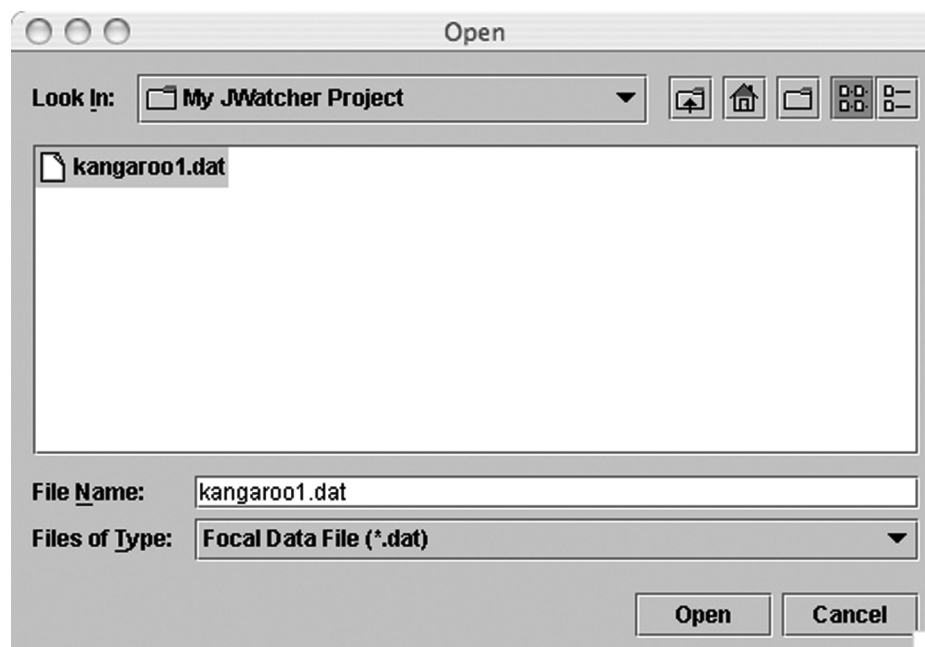 Open
Look In: My JWatcher Project
kangaroo1.dat
File Name: kangaroo1.dat
Files of Type: Focal Data File (*.dat)
Open Cancel